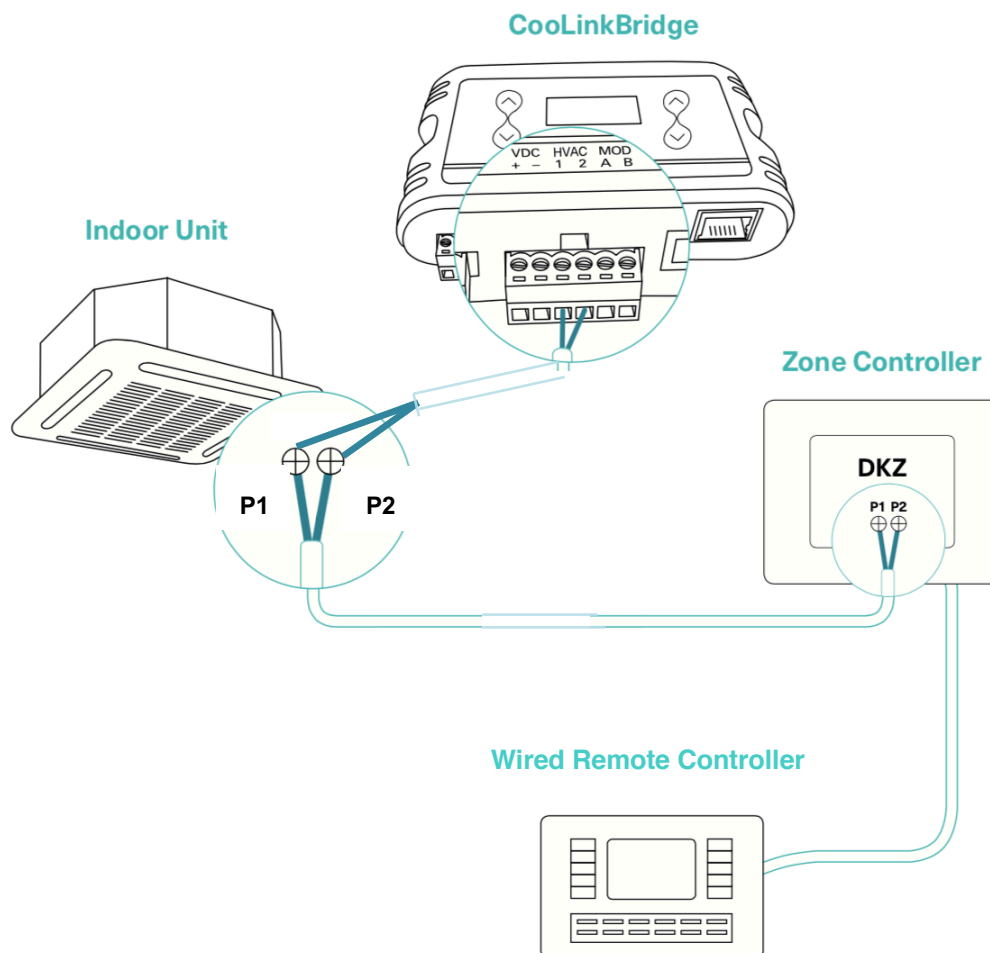 CooLinkBridge
VDC HVAC MOD
+ – 1 2 A B
Indoor Unit
Zone Controller
DKZ
P1 P2
P1 P2
Wired Remote Controller